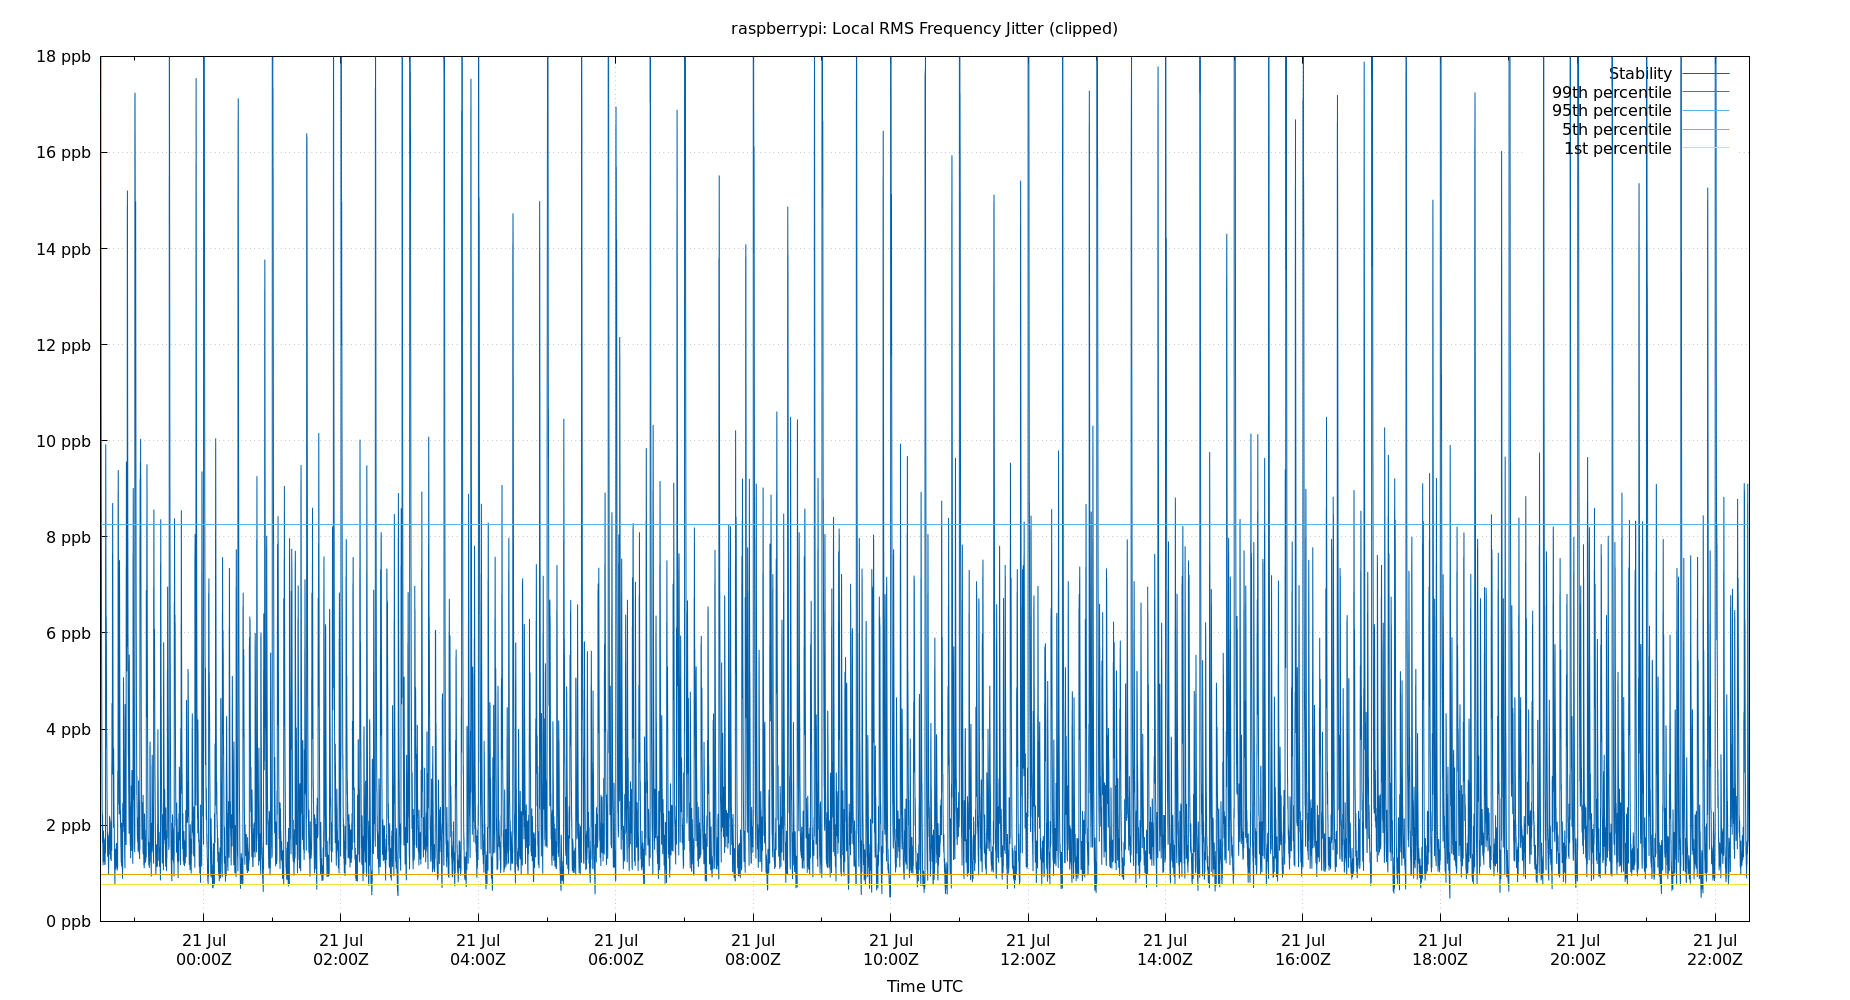 raspberrypi: Local RMS Frequency Jitter (clipped)
18 ppb
16 ppb
14 ppb
12 ppb
10 ppb
8 ppb
6 ppb
4 ppb
2 ppb
0 ppb
Stability
99th percentile
95th percentile
5th percentile
1st percentile
21 Jul 21 Jul 21 Jul 21 Jul 21 Jul 21 Jul 21 Jul 21 Jul 21 Jul 21 Jul 21 Jul 21 Jul
00:00Z 02:00Z 04:00Z 06:00Z 08:00Z 10:00Z 12:00Z 14:00Z 16:00Z 18:00Z 20:00Z 22:00Z
Time UTC